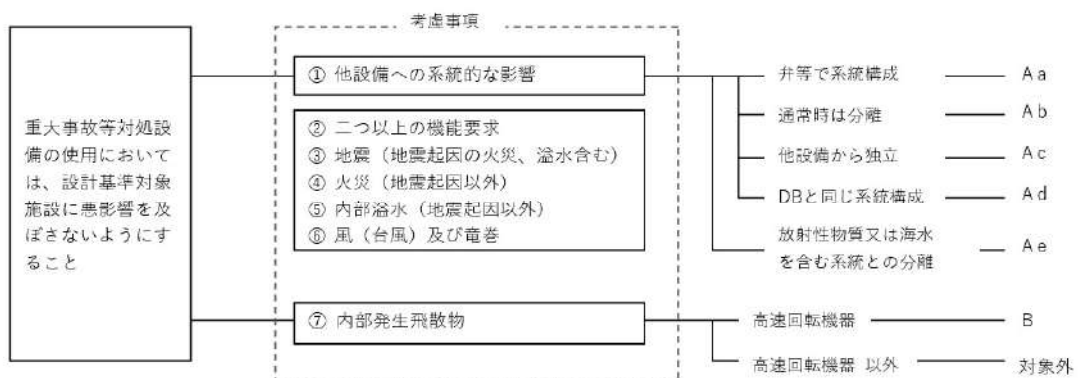 考慮事項
重大事故等対処設
備の使用において
は、設計基準対象
施設に悪影響を及
ぼさないようにす
ること
① 他設備への系統的な影響
② 二つ以上の機能要求
③ 地震（地震起因の火災、溢水含む）
④ 火災（地震起因以外）
⑤ 内部溢水（地震起因以外）
⑥ 風（台風）及び竜巻
⑦ 内部発生飛散物
弁等で系統構成 Aa
通常時は分離 Ab
他設備から独立 Ac
DBと同じ系統構成 Ad
放射性物質又は海水
を含む系統との分離 Ae
高速回転機器 B
高速回転機器 以外 対象外